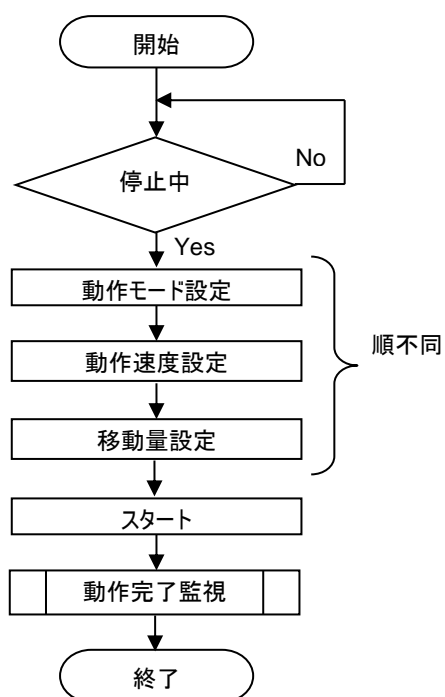 開始
No
停止中
Yes
動作モード設定
動作速度設定
順不同
移動量設定
スタート
動作完了監視
終了